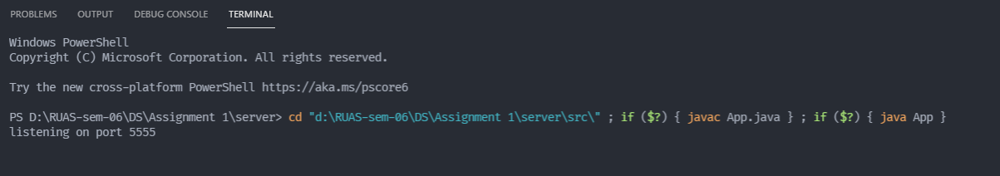 PROBLEMS OUTPUT DEBUG CONSOLE TERMINAL
Windows PowerShell
Copyright (C) Microsoft Corporation. All rights reserved.
Try the new cross-platform PowerShell https://aka.ms/pscore6
PS D:\RUAS-sem-06\DS\Assignment 1\server> cd "d:\RUAS-sem-06\DS\Assignment 1\server\src\" ; if ($?) { javac App.java } ; if ($?) { java App }
listening on port 5555